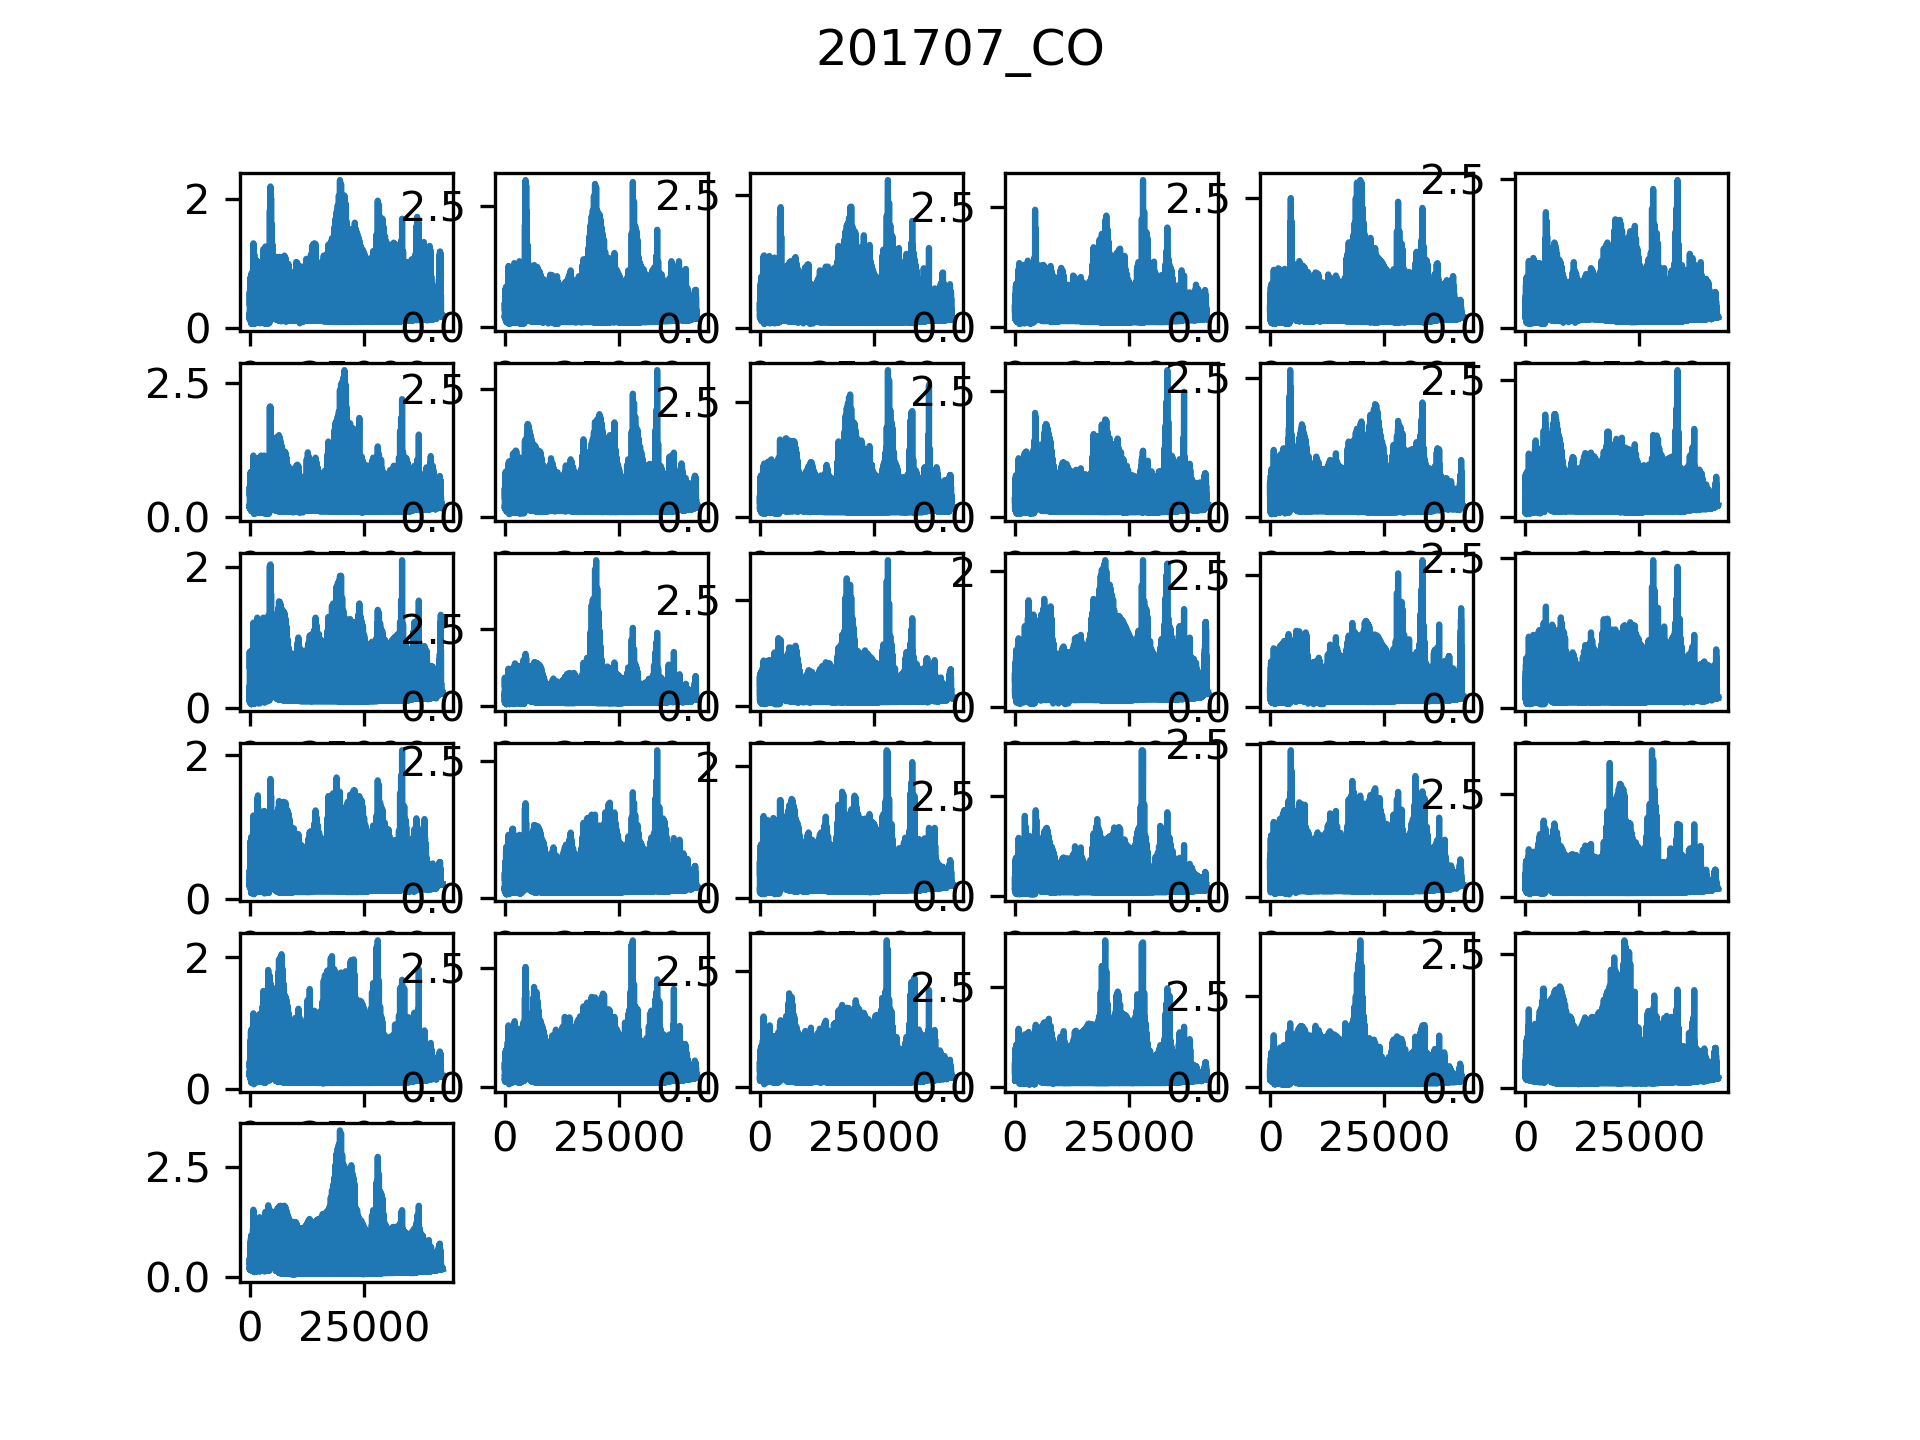 201707_CO
2 2.5 2.5 2.5 2.5 2.5
0 0.0 0.0 0.0 0.0 0.0
2.5 2.5 2.5 2.5 2.5 2.5
0.0 0.0 0.0 0.0 0.0 0.0
2 2.5 2.5 2 2.5 2.5
0 0.0 0.0 0 0.0 0.0
2 2.5 2 2.5 2.5 2.5
0 0.0 0 0.0 0.0 0.0
2 2.5 2.5 2.5 2.5 2.5
0 0.0 0.0 0.0 0.0 0.0
0 25000 0 25000 0 25000 0 25000 0 25000
2.5
0.0
0 25000